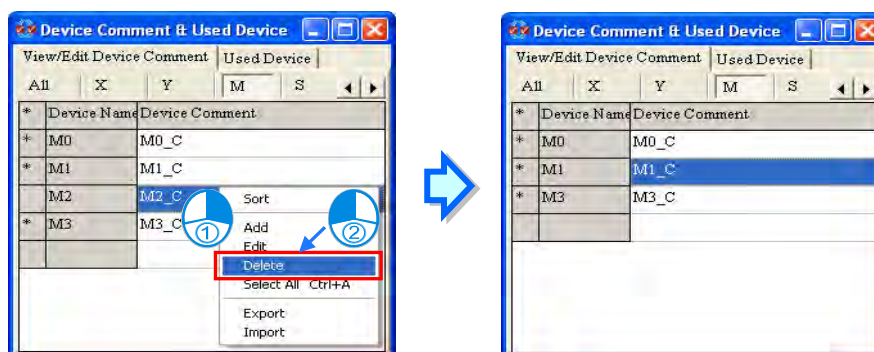 Device Comment & Used Device
View/Edit Device Comment Used Device
All X Y M S
* Device Name Device Comment
* M0 M0_C
* M1 M1_C
M2 M2_C
* M3 M3_C
Sort
Add
Edit
Delete
Select All Ctrl+A
Export
Import
1
2
Device Comment & Used Device
View/Edit Device Comment Used Device
All X Y M S
* Device Name Device Comment
* M0 M0_C
* M1 M1_C
* M3 M3_C